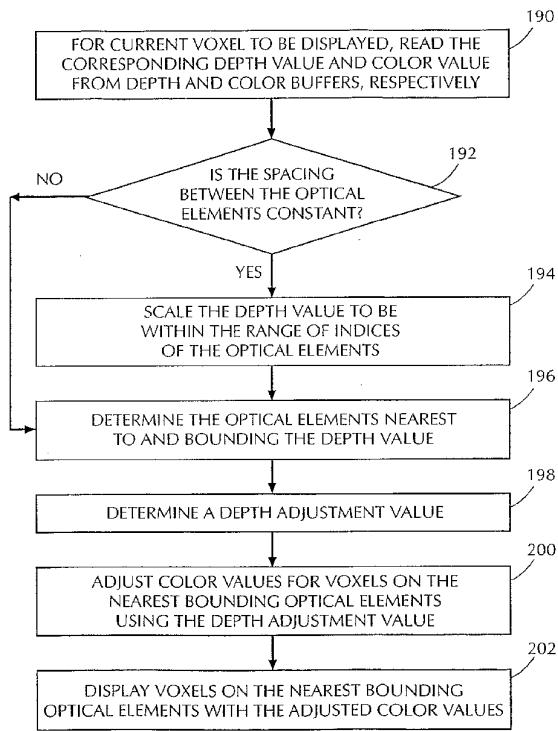 190
FOR CURRENT VOXEL TO BE DISPLAYED, READ THE
CORRESPONDING DEPTH VALUE AND COLOR VALUE
FROM DEPTH AND COLOR BUFFERS, RESPECTIVELY
192
IS THE SPACING
BETWEEN THE OPTICAL
ELEMENTS CONSTANT?
NO
YES
194
SCALE THE DEPTH VALUE TO BE
WITHIN THE RANGE OF INDICES
OF THE OPTICAL ELEMENTS
196
DETERMINE THE OPTICAL ELEMENTS NEAREST
TO AND BOUNDING THE DEPTH VALUE
198
DETERMINE A DEPTH ADJUSTMENT VALUE
200
ADJUST COLOR VALUES FOR VOXELS ON THE
NEAREST BOUNDING OPTICAL ELEMENTS
USING THE DEPTH ADJUSTMENT VALUE
202
DISPLAY VOXELS ON THE NEAREST BOUNDING
OPTICAL ELEMENTS WITH THE ADJUSTED COLOR VALUES